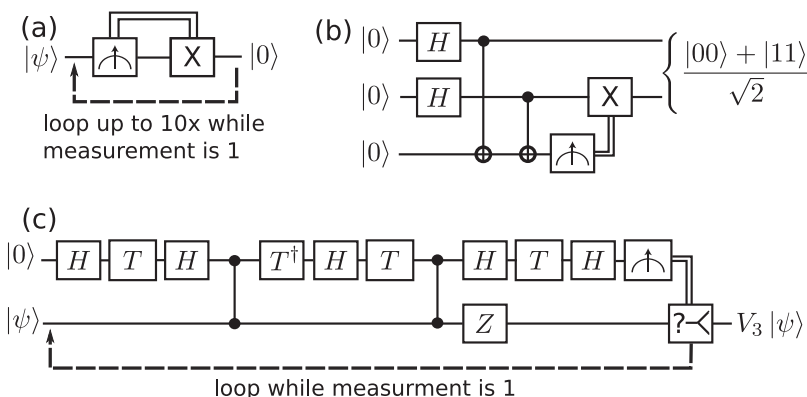 (a)
|ψ⟩ X |0⟩
loop up to 10x while
measurement is 1
(b)
|0⟩ H
|0⟩ H X
|0⟩
|00⟩ + |11⟩
√2
(c)
|0⟩ H T H T† H T H T H
|ψ⟩ Z ? V₃ |ψ⟩
loop while measurment is 1